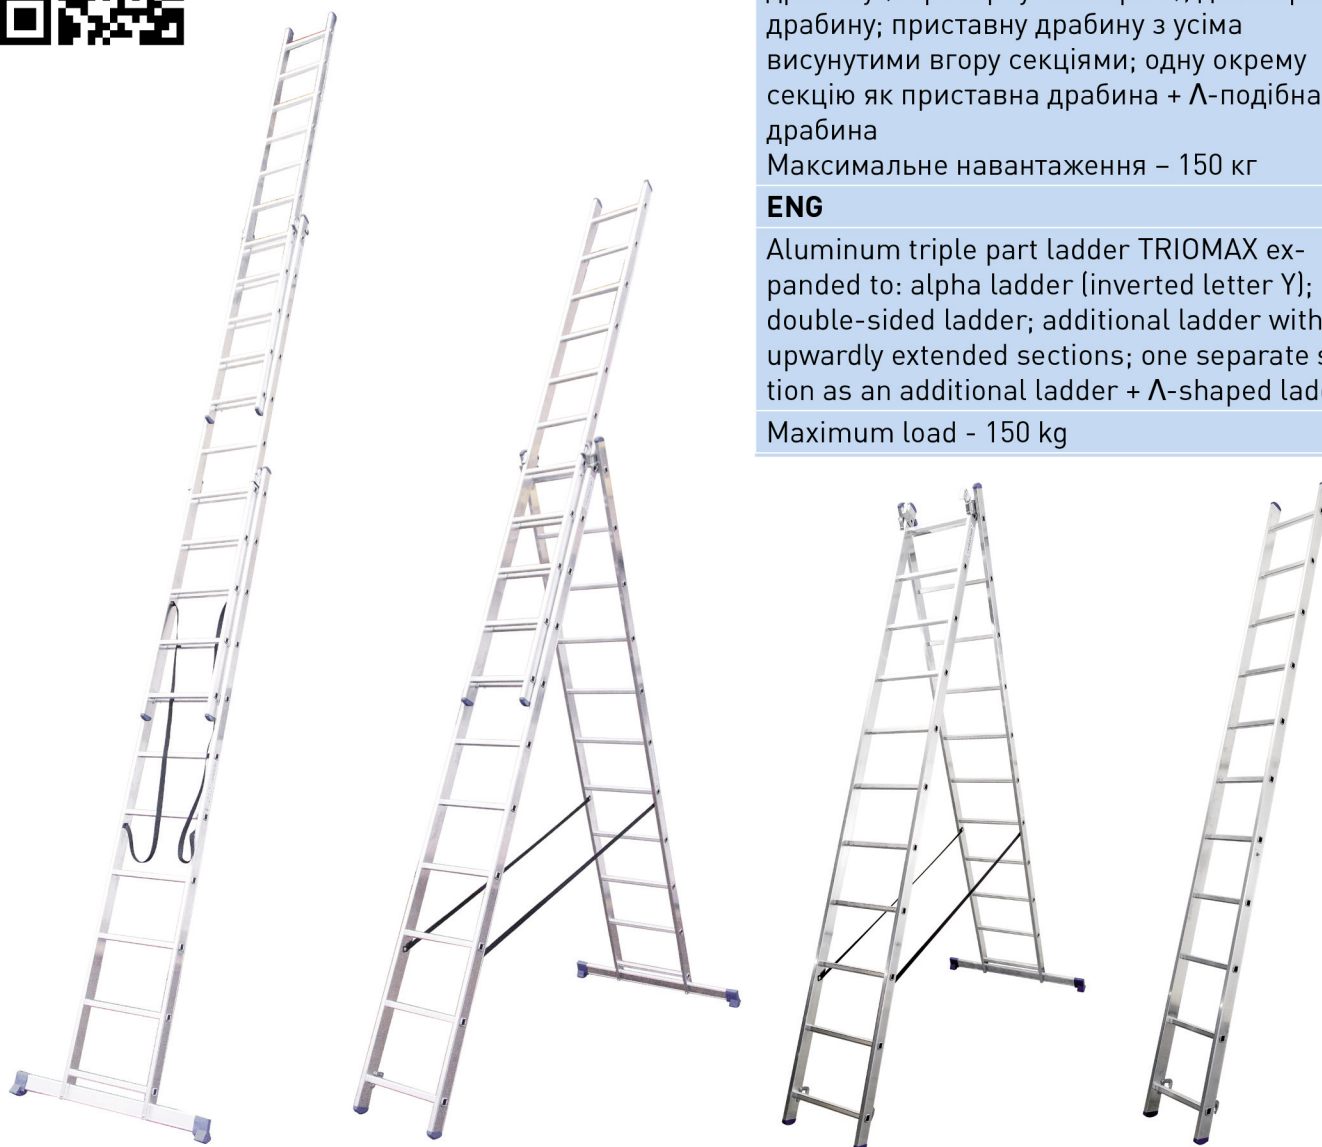 драбину; приставну драбину з усіма
висунутими вгору секціями; одну окрему
секцію як приставна драбина + Λ-подібна
драбина
Максимальне навантаження – 150 кг
ENG
Aluminum triple part ladder TRIOMAX ex-
panded to: alpha ladder (inverted letter Y);
double-sided ladder; additional ladder with
upwardly extended sections; one separate
tion as an additional ladder + Λ-shaped
Maximum load - 150 kg